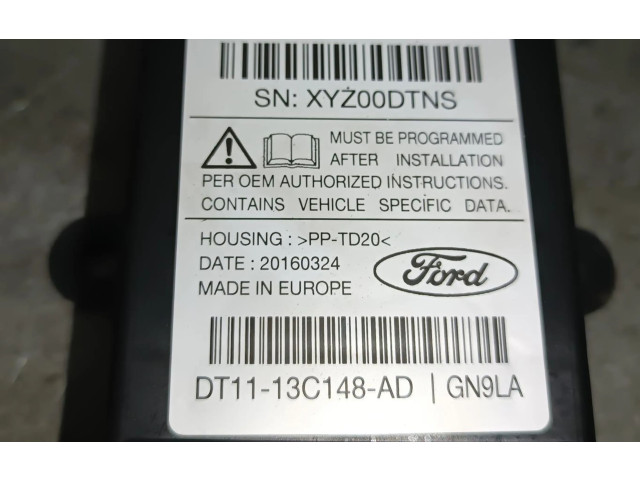 SN: XYZ00DTNS
MUST BE PROGRAMMED
AFTER INSTALLATION
PER OEM AUTHORIZED INSTRUCTIONS.
CONTAINS VEHICLE SPECIFIC DATA.
HOUSING : >PP-TD20<
DATE : 20160324
MADE IN EUROPE
Ford
DT11-13C148-AD | GN9LA